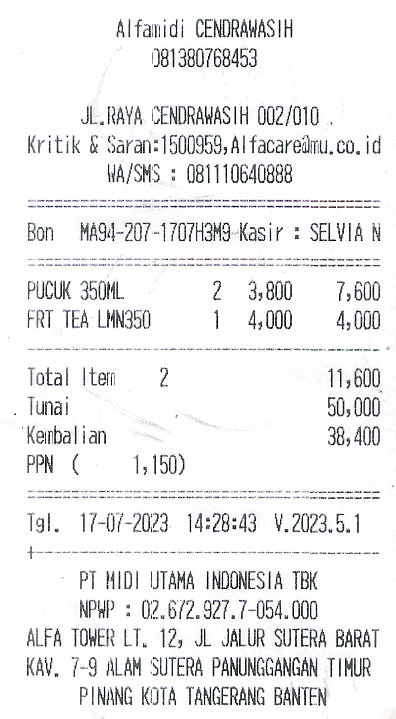 Alfamidi CENDRAWASIH
081380768453
JL.RAYA CENDRAWASIH 002/010 .
Kritik & Saran:1500959,Alfacare@mu.co.id
WA/SMS : 081110640888
Bon MA94-207-1707H3M9 Kasir : SELVIA N
PUCUK 350ML 2 3,800 7,600
FRT TEA LMN350 1 4,000 4,000
Total Item 2 11,600
Tunai 50,000
Kembalian 38,400
PPN ( 1,150)
Tgl. 17-07-2023 14:28:43 V.2023.5.1
PT MIDI UTAMA INDONESIA TBK
NPWP : 02.672.927.7-054.000
ALFA TOWER LT. 12, JL JALUR SUTERA BARAT
KAV. 7-9 ALAM SUTERA PANUNGGANGAN TIMUR
PINANG KOTA TANGERANG BANTEN